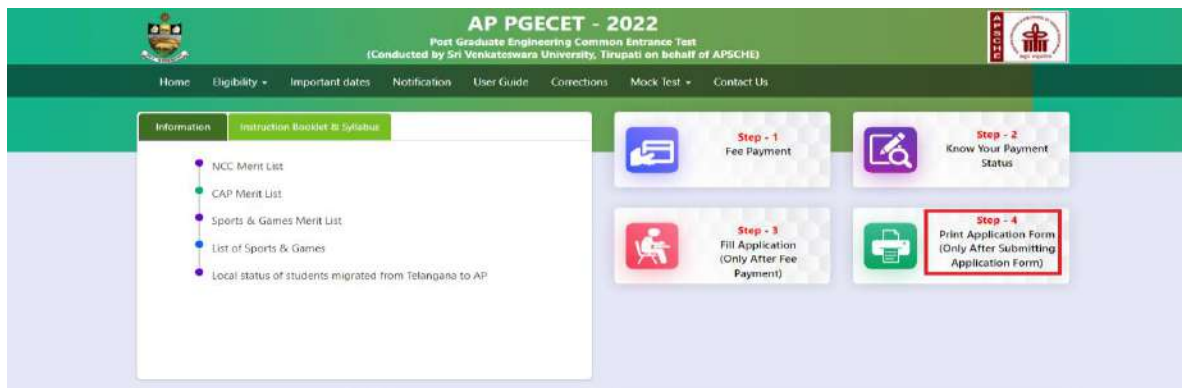 AP PGECET - 2022
Post Graduate Engineering Common Entrance Test
(Conducted by Sri Venkateswara University, Tirupati on behalf of APSCHE)
APSCHE
Home Eligibility Important dates Notification User Guide Corrections Mock Test Contact Us
Information Instruction Booklet & Syllabus
NCC Merit List
CAP Merit List
Sports & Games Merit List
List of Sports & Games
Local status of students migrated from Telangana to AP
Step - 1
Fee Payment
Step - 2
Know Your Payment
Status
Step - 3
Fill Application
(Only After Fee
Payment)
Step - 4
Print Application Form
(Only After Submitting
Application Form)